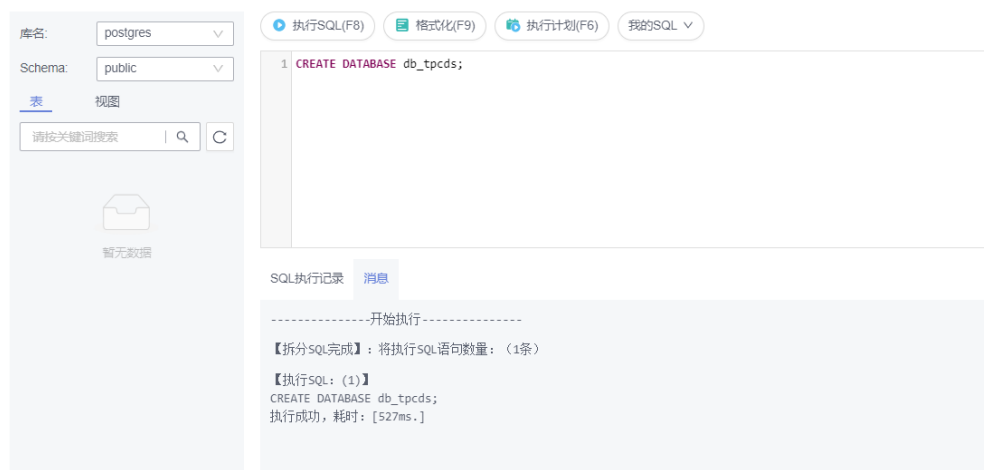 库名: postgres
Schema: public
表 视图
请按关键词搜索
暂无数据
执行SQL(F8) 格式化(F9) 执行计划(F6) 我的SQL
1 CREATE DATABASE db_tpcds;
SQL执行记录 消息
---------------开始执行---------------
【拆分SQL完成】：将执行SQL语句数量：（1条）
【执行SQL：(1)】
CREATE DATABASE db_tpcds;
执行成功，耗时：[527ms.]